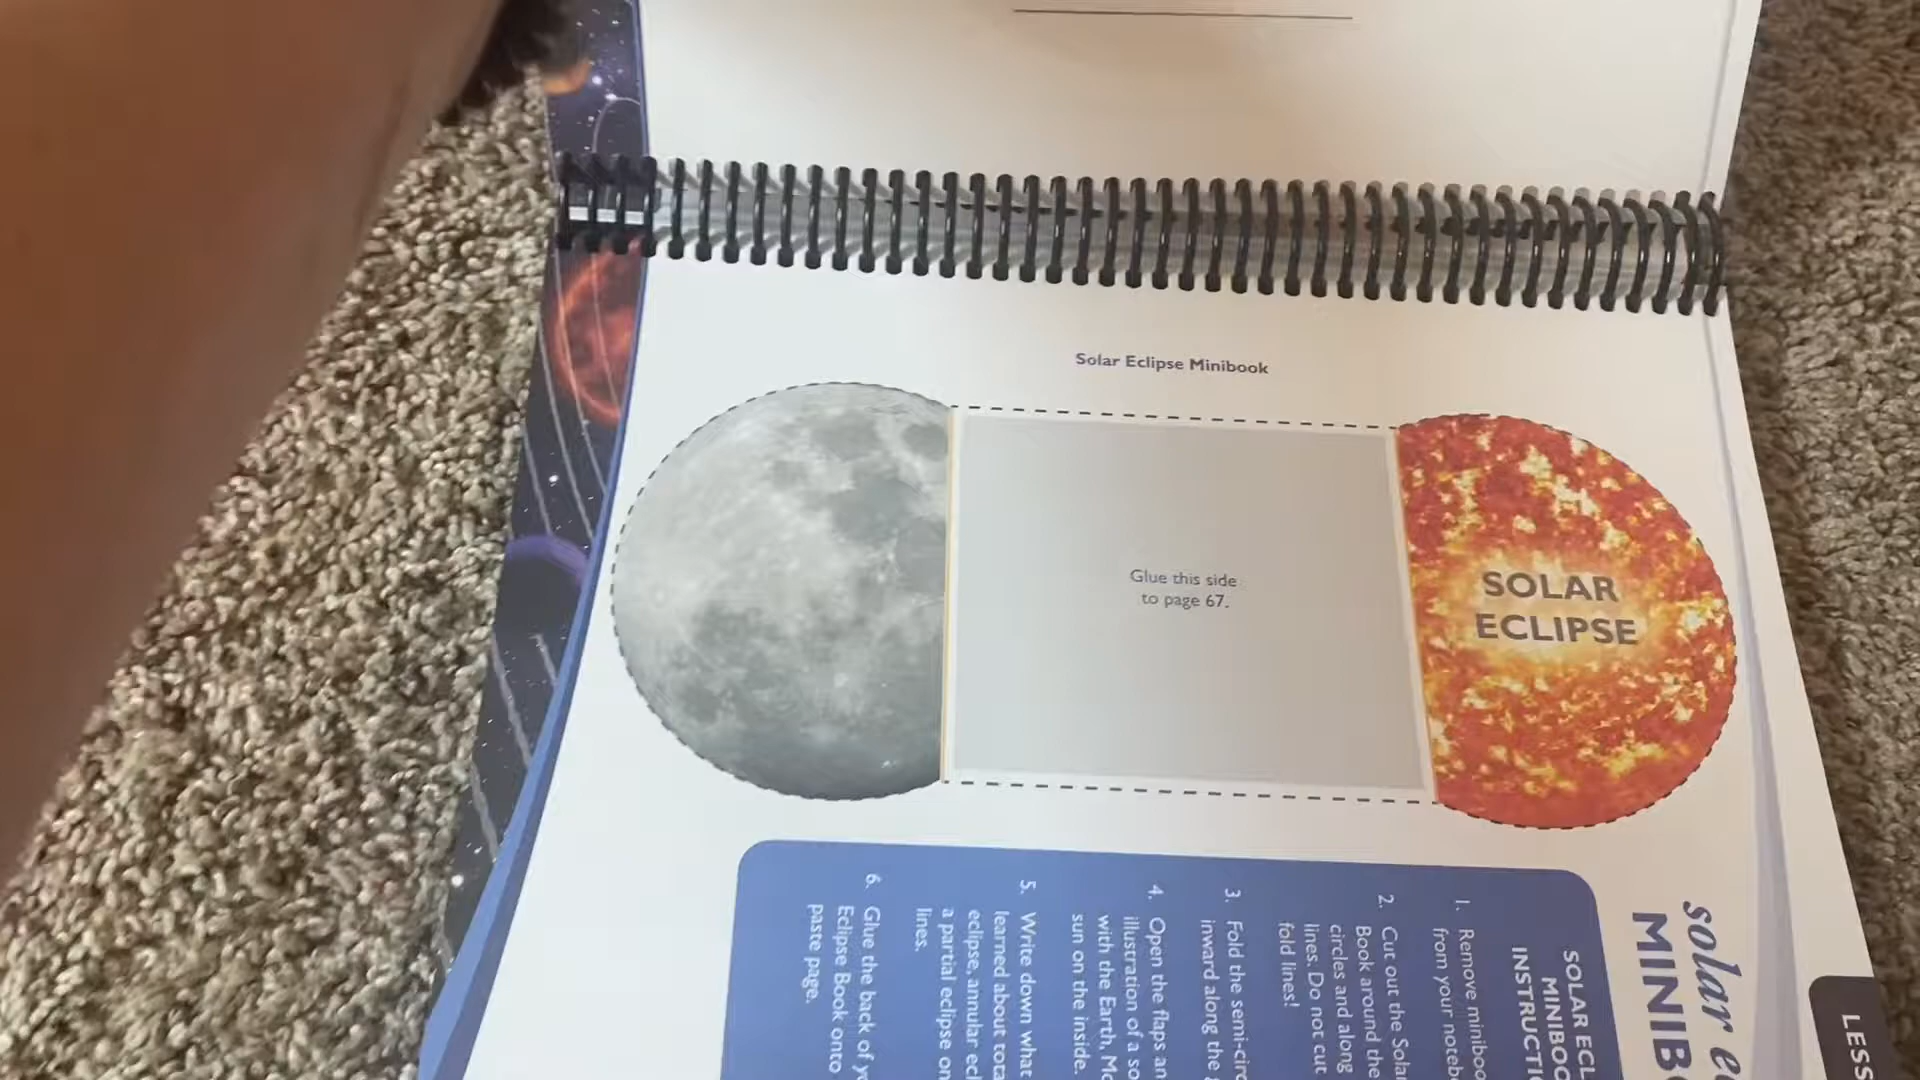 Solar Eclipse Minibook
Glue this side
to page 67.
SOLAR
ECLIPSE
solar
MINIB
LESS
SOLAR ECL
MINIBOO
INSTRUCTI
1. Remove miniboo
from your noteb
2. Cut out the Solar
Book around the
circles and along
lines. Do not cut
fold lines!
3. Fold the semi-circ
inward along the
4. Open the flaps an
illustration of a so
with the Earth, Mo
sun on the inside.
5. Write down what
learned about tota
eclipse, annular ecl
a partial eclipse on
lines.
6. Glue the back of yo
Eclipse Book onto
paste page.